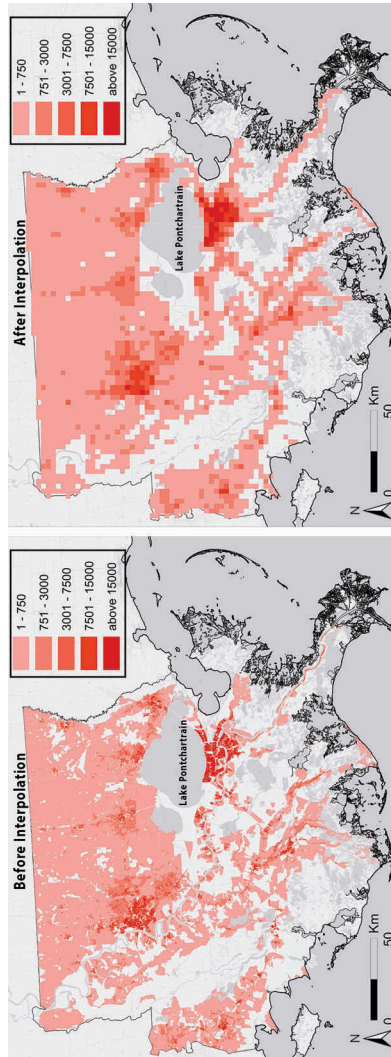 Before Interpolation
1 - 750
751 - 3000
3001 - 7500
7501 - 15000
above 15000
Lake Pontchartrain
N
0
50
Km
After Interpolation
1 - 750
751 - 3000
3001 - 7500
7501 - 15000
above 15000
Lake Pontchartrain
N
0
50
Km